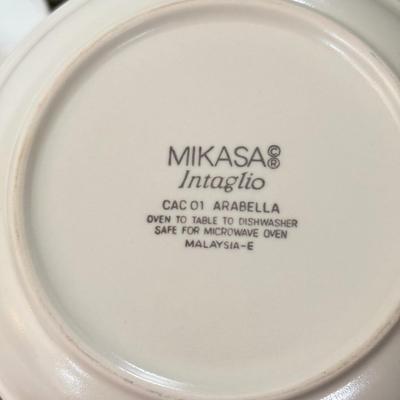 MIKASA©®
Intaglio
CAC 01 ARABELLA
OVEN TO TABLE TO DISHWASHER
SAFE FOR MICROWAVE OVEN
MALAYSIA-E